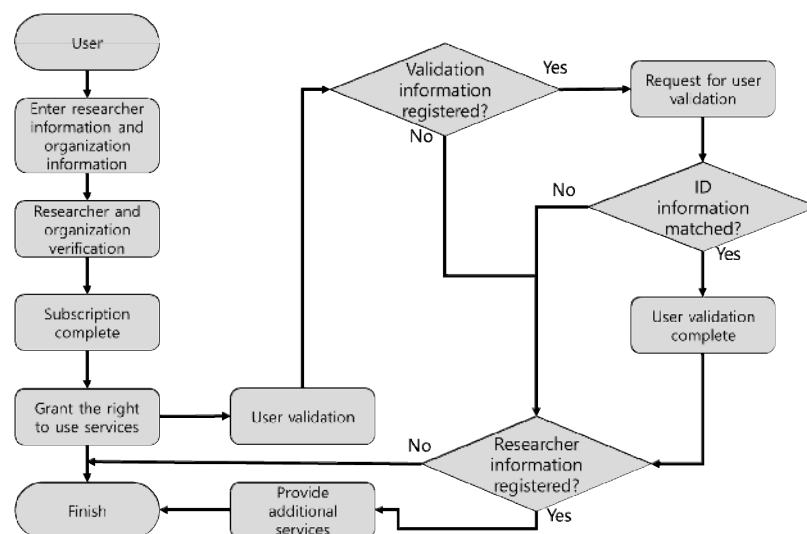 User
Enter researcher
information and
organization
information
Researcher and
organization
verification
Subscription
complete
Grant the right
to use services
Finish
User validation
Validation
information
registered?
Yes
No
Request for user
validation
ID
information
matched?
No
Yes
User validation
complete
Researcher
information
registered?
No
Yes
Provide
additional
services